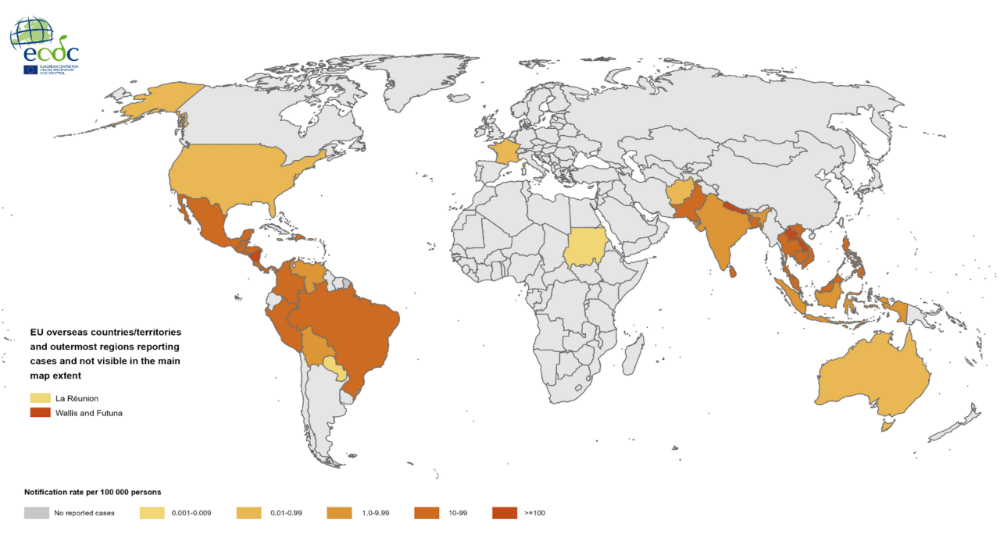 ecdc
EUROPEAN CENTRE FOR
DISEASE PREVENTION
AND CONTROL
EU overseas countries/territories
and outermost regions reporting
cases and not visible in the main
map extent
La Réunion
Wallis and Futuna
Notification rate per 100 000 persons
No reported cases
0.001-0.009
0.01-0.99
1.0-9.99
10-99
>=100